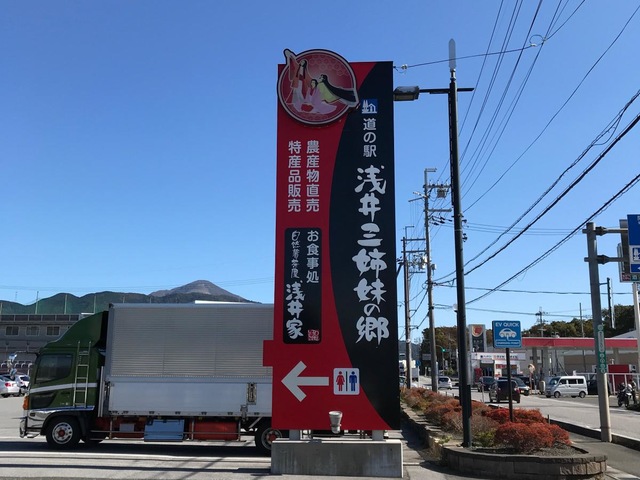 道の駅
浅井三姉妹の郷
農産物直売
特産品販売
お食事処
浅井家
EV QUICK